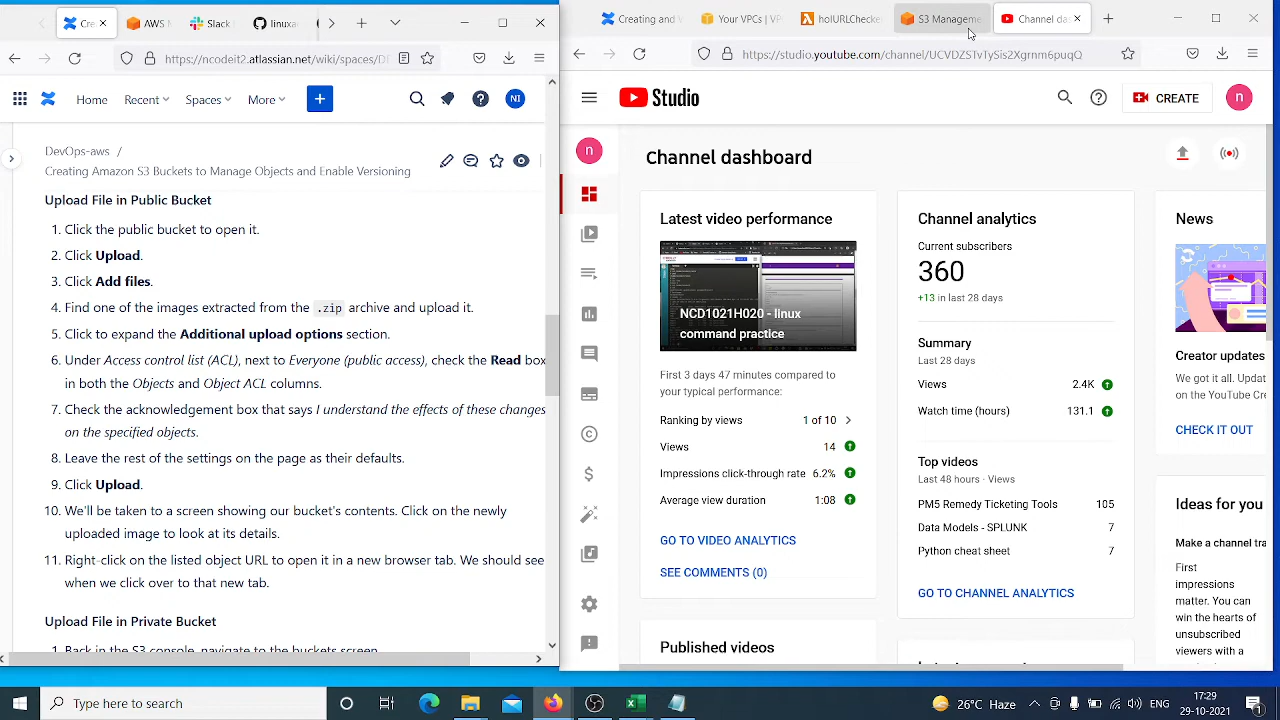 Cre
AWS
Slack
linux
https://ncodeit2.atlassian.net/wiki/spaces/D
Home
Recent
Spaces
More
NI
DevOps-aws /
Creating Amazon S3 Buckets to Manage Objects and Enable Versioning
Upload File in Public Bucket
1. Click the public bucket to open it.
2. Click Upload.
3. Click Add files.
4. Find one of the images extracted from the .zip archive and upload it.
5. Click to expand the Additional upload options section.
6. Under Access control list (ACL), next to Everyone (public access), check the Read box
in both the Objects and Object ACL columns.
7. Check the acknowledgement box that says I understand the effects of these changes
on the specified objects.
8. Leave the rest of the settings on the page as their defaults.
9. Click Upload.
10. We'll be taken to a screen showing our bucket's contents. Click on the newly
uploaded image to look at its details.
11. Right-click on the listed object URL to open it in a new browser tab. We should see
when we click over to that new tab.
Upload File in Private Bucket
1. Back in the S3 console, navigate to the buckets screen.
Creating and
Your VPCs
VP
holURLChecke
S3 Manageme
Channel da
https://studio.youtube.com/channel/
Studio
CREATE
n
n
Channel dashboard
Latest video performance
NCD1021H020 - linux
command practice
First 3 days 47 minutes compared to
your typical performance:
Ranking by views 1 of 10
Views 14
Impressions click-through rate 6.2%
Average view duration 1:08
GO TO VIDEO ANALYTICS
SEE COMMENTS (0)
Published videos
Channel analytics
Current subscribers
360
+13 in last 28 days
Summary
Last 28 days
Views 2.4K
Watch time (hours) 131.1
Top videos
Last 48 hours · Views
PM5 Remedy Ticketing Tools 105
Data Models - SPLUNK 7
Python cheat sheet 7
GO TO CHANNEL ANALYTICS
News
Creator updates
We got it all. Updat
on the YouTube Cre
CHECK IT OUT
Ideas for you
Make a channel tra
First
impressions
matter. You can
win the hearts of
unsubscribed
viewers with a
Type here to search
26°C Haze
ENG
17:29
29-10-2021